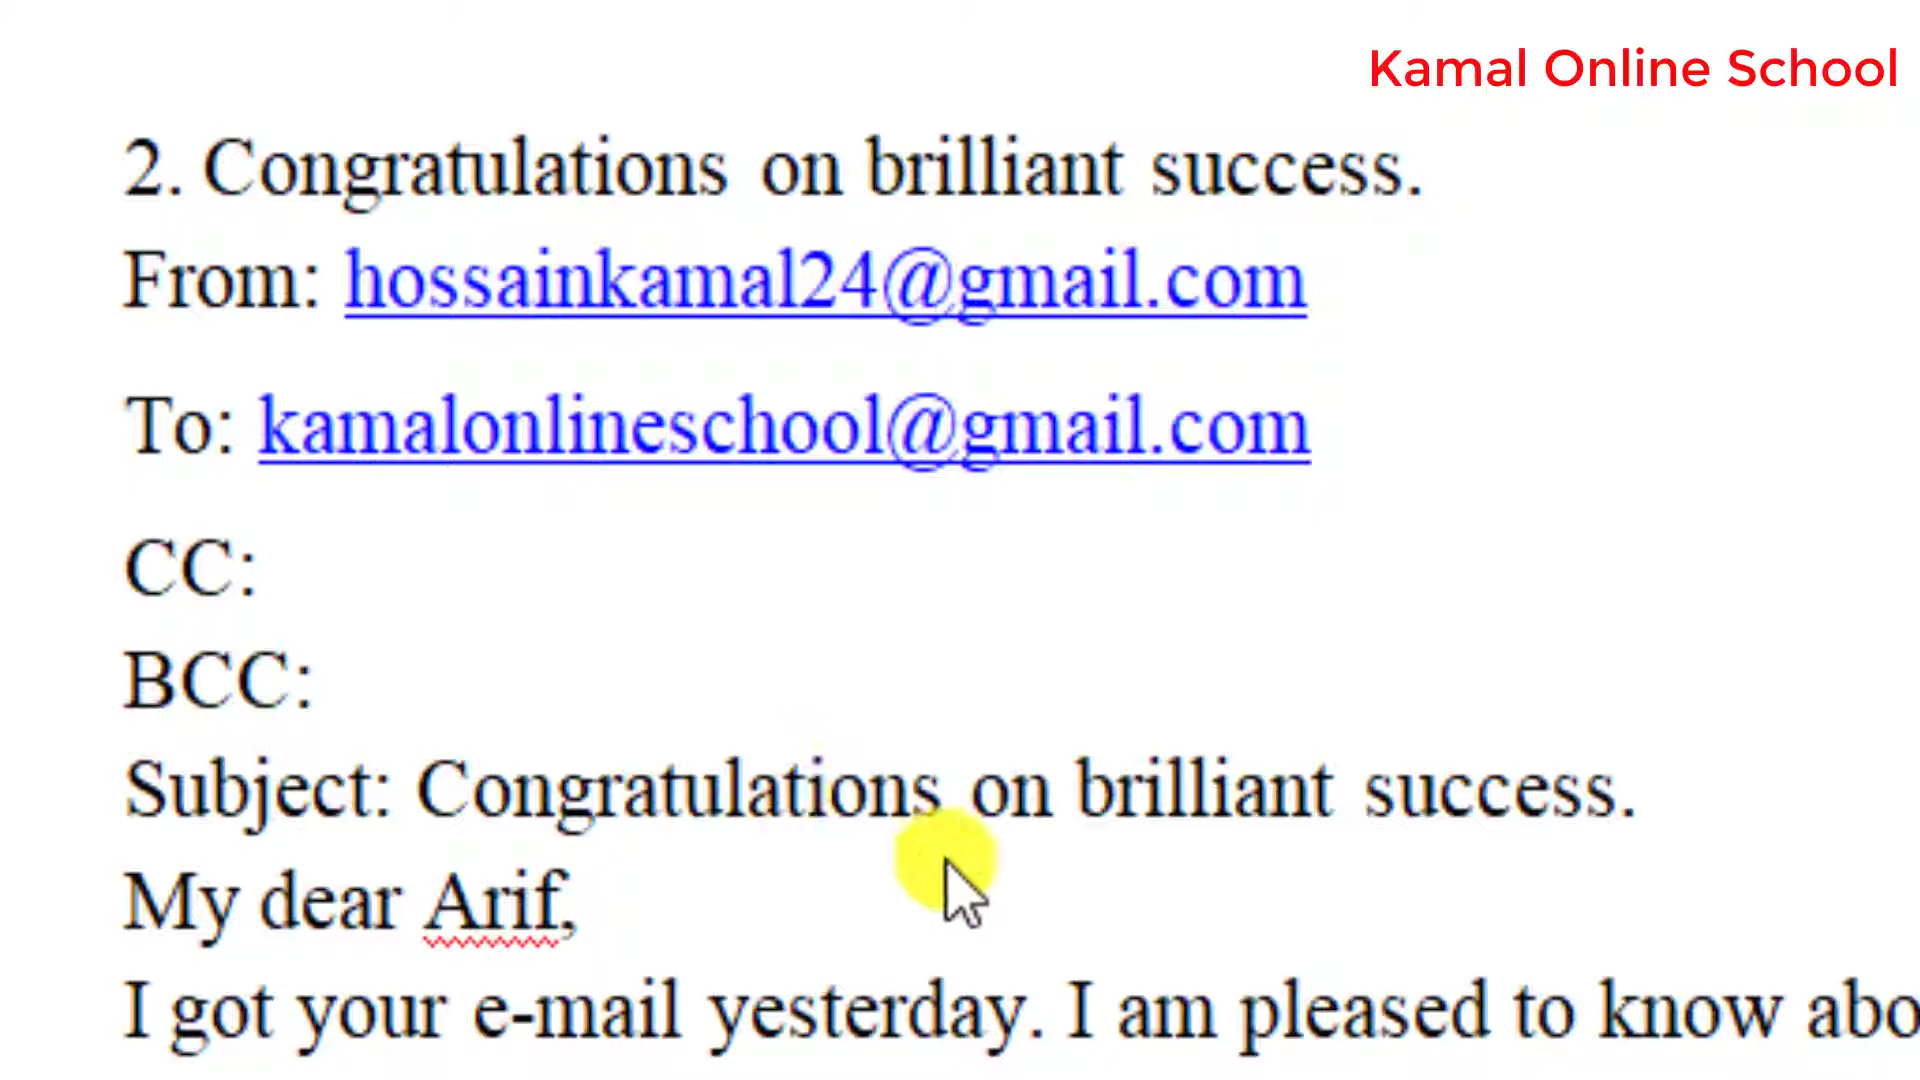 Kamal Online School
2. Congratulations on brilliant success.
From: hossainkamal24@gmail.com
To: kamalonlineschool@gmail.com
CC:
BCC:
Subject: Congratulations on brilliant success.
My dear Arif,
I got your e-mail yesterday. I am pleased to know abo